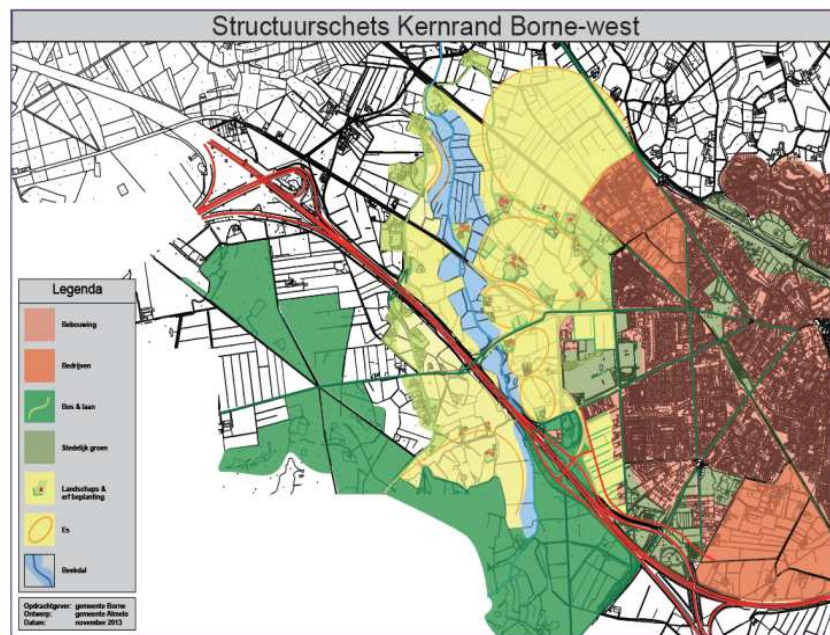 Structuurschets Kernrand Borne-west
Legenda
Bebouwing
Bedrijven
Bos & laan
Stedelijk groen
Landschaps &
erf beplanting
Es
Beekdal
Opdrachtgever: gemeente Borne
Ontwerp: gemeente Almelo
Datum: november 2013